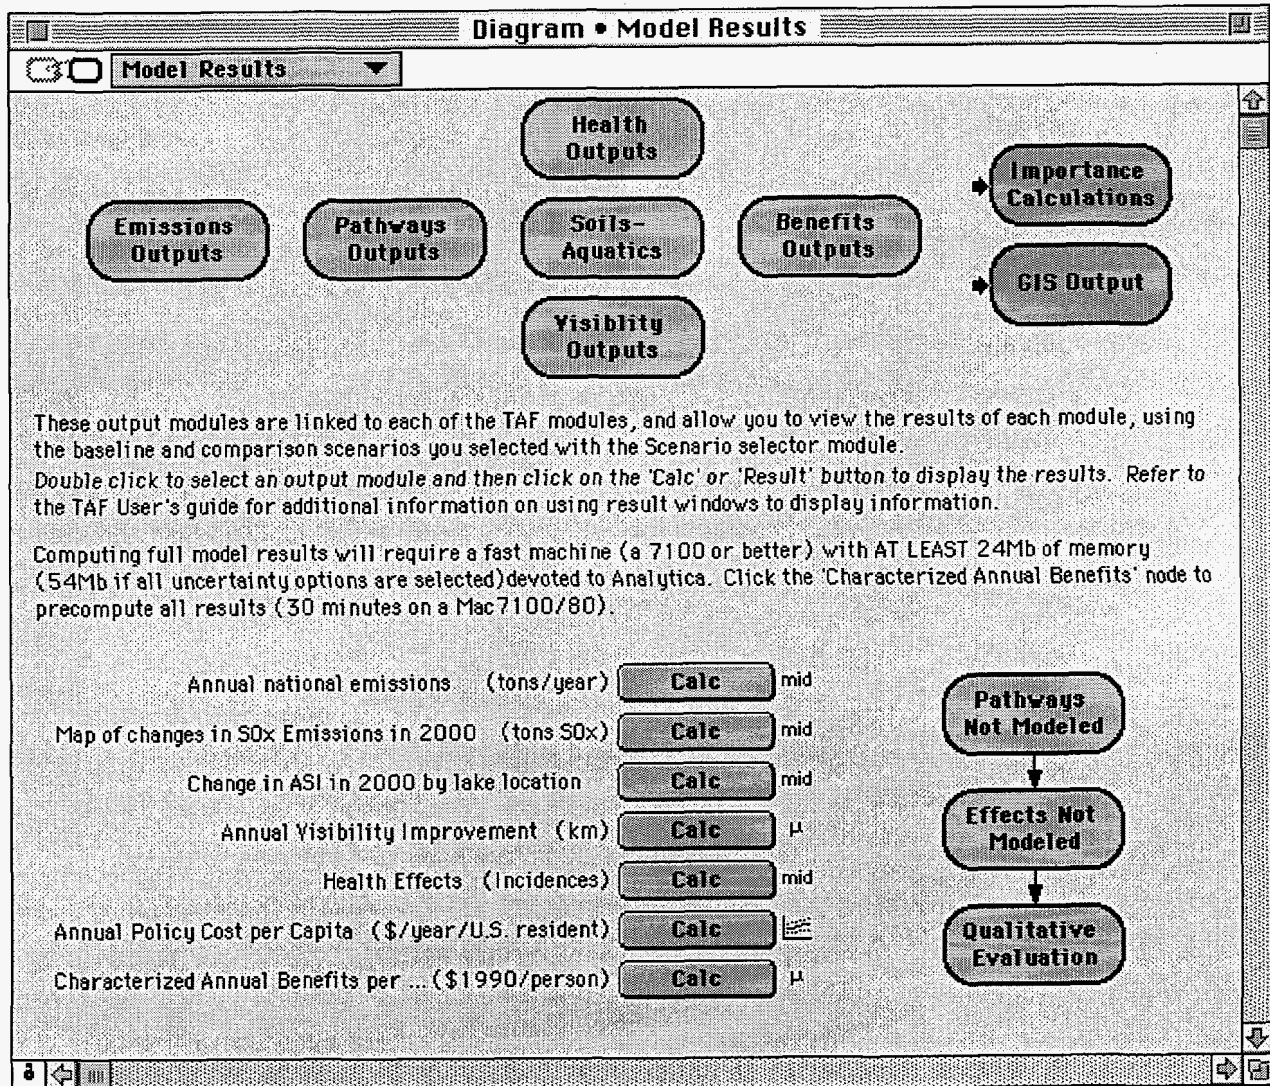 Diagram • Model Results
Model Results
Health
Outputs
Importance
Calculations
Emissions
Outputs
Pathways
Outputs
Soils-
Aquatics
Benefits
Outputs
GIS Output
Visiblity
Outputs
These output modules are linked to each of the TAF modules, and allow you to view the results of each module, using
the baseline and comparison scenarios you selected with the Scenario selector module.
Double click to select an output module and then click on the 'Calc' or 'Result' button to display the results. Refer to
the TAF User's guide for additional information on using result windows to display information.
Computing full model results will require a fast machine (a 7100 or better) with AT LEAST 24Mb of memory
(54Mb if all uncertainty options are selected)devoted to Analytica. Click the 'Characterized Annual Benefits' node to
precompute all results (30 minutes on a Mac7100/80).
Annual national emissions (tons/year) Calc mid
Map of changes in SOx Emissions in 2000 (tons SOx) Calc mid
Change in ASI in 2000 by lake location Calc mid
Annual Visibility Improvement (km) Calc μ
Health Effects (Incidences) Calc mid
Annual Policy Cost per Capita ($/year/U.S. resident) Calc
Characterized Annual Benefits per ...($1990/person) Calc μ
Pathways
Not Modeled
Effects Not
Modeled
Qualitative
Evaluation